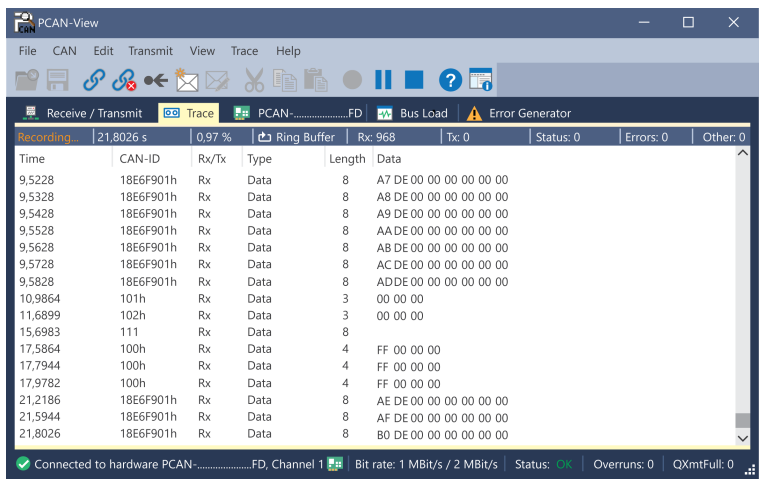 PCAN-View
File CAN Edit Transmit View Trace Help
Receive / Transmit Trace PCAN-....................FD Bus Load Error Generator
Recording... 21,8026 s 0,97 % Ring Buffer Rx: 968 Tx: 0 Status: 0 Errors: 0 Other: 0
Time CAN-ID Rx/Tx Type Length Data
9,5228 18E6F901h Rx Data 8 A7 DE 00 00 00 00 00 00
9,5328 18E6F901h Rx Data 8 A8 DE 00 00 00 00 00 00
9,5428 18E6F901h Rx Data 8 A9 DE 00 00 00 00 00 00
9,5528 18E6F901h Rx Data 8 AA DE 00 00 00 00 00 00
9,5628 18E6F901h Rx Data 8 AB DE 00 00 00 00 00 00
9,5728 18E6F901h Rx Data 8 AC DE 00 00 00 00 00 00
9,5828 18E6F901h Rx Data 8 ADDE 00 00 00 00 00 00
10,9864 101h Rx Data 3 00 00 00
11,6899 102h Rx Data 3 00 00 00
15,6983 111 Rx Data 8
17,5864 100h Rx Data 4 FF 00 00 00
17,7944 100h Rx Data 4 FF 00 00 00
17,9782 100h Rx Data 4 FF 00 00 00
21,2186 18E6F901h Rx Data 8 AE DE 00 00 00 00 00 00
21,5944 18E6F901h Rx Data 8 AF DE 00 00 00 00 00 00
21,8026 18E6F901h Rx Data 8 B0 DE 00 00 00 00 00 00
Connected to hardware PCAN-....................FD, Channel 1 Bit rate: 1 MBit/s / 2 MBit/s Status: OK Overruns: 0 QXmtFull: 0